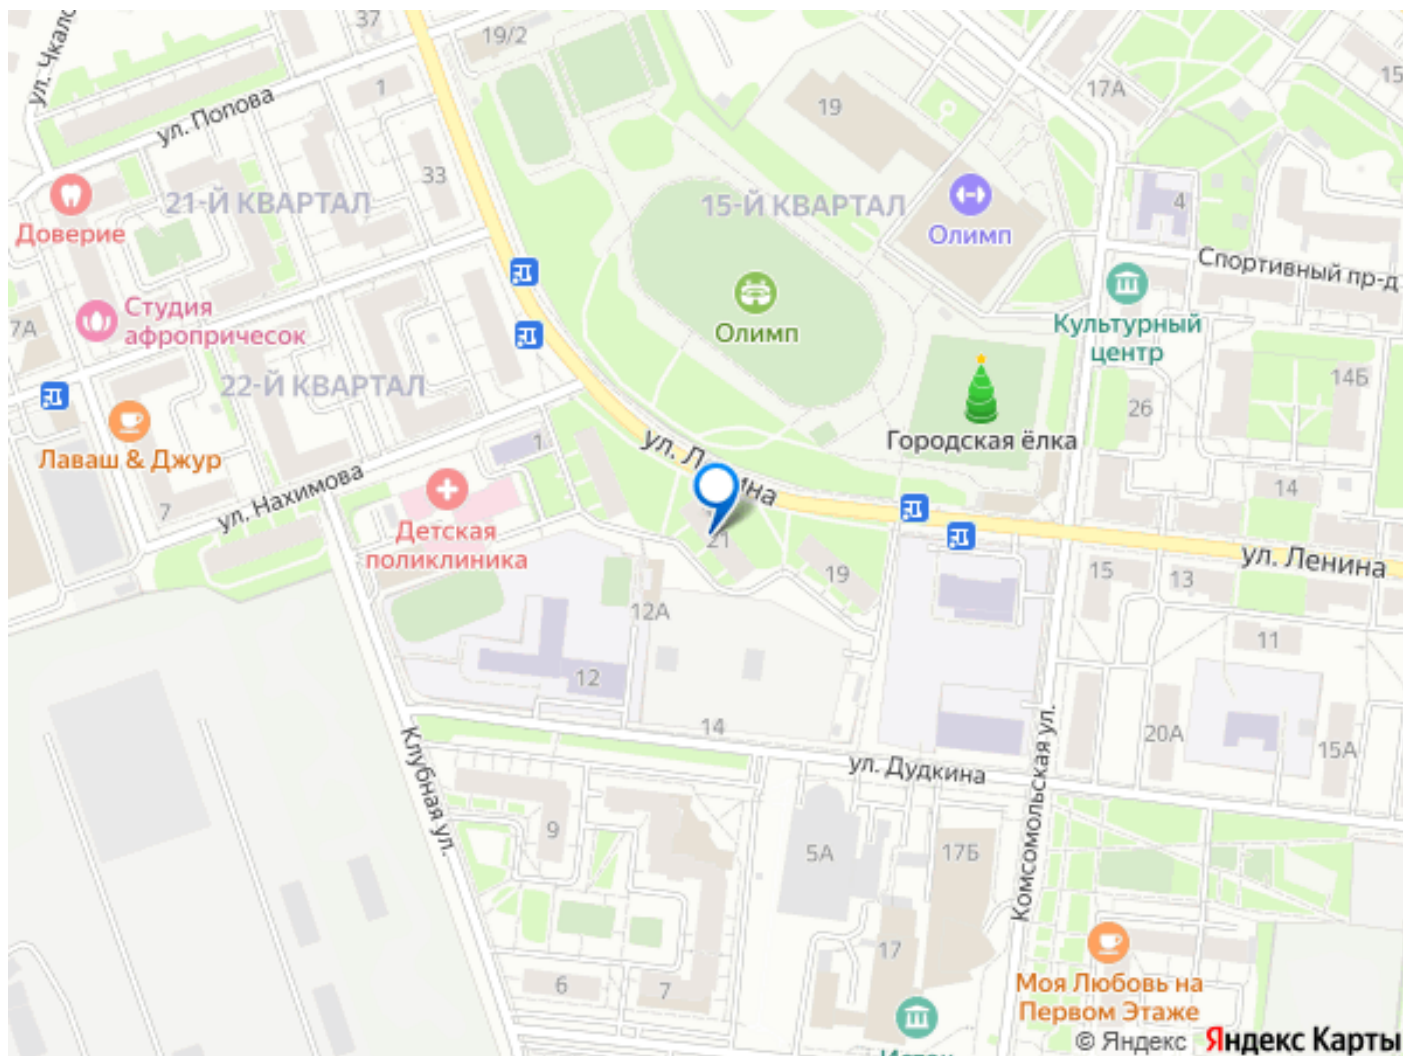 37
19/2
ул. Чкало
1
17А
15
ул. Попова
19
33
Доверие
21-Й КВАРТАЛ
15-Й КВАРТАЛ
4
Олимп
Спортивный пр-д
Студия
афропричесок
7А
Олимп
Культурный
центр
22-Й КВАРТАЛ
14Б
26
Городская ёлка
Лаваш & Джур
1
ул. Ленина
14
7
ул. Нахимова
Детская
поликлиника
21
19
15
13
ул. Ленина
12А
11
12
14
20А
15А
Клубная ул.
ул. Дудкина
Комсомольская ул.
9
5А
17Б
17
6
7
Моя Любовь на
Первом Этаже
© Яндекс Яндекс Карты